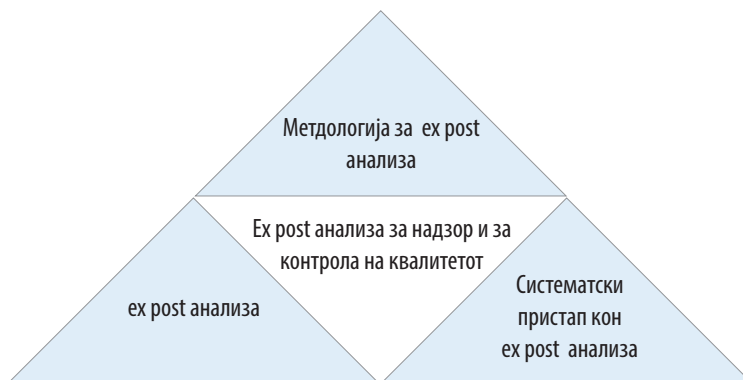 Метдологија за ex post
анализа
Ex post анализа за надзор и за
контрола на квалитетот
ex post анализа
Систематски
пристап кон
ex post анализа